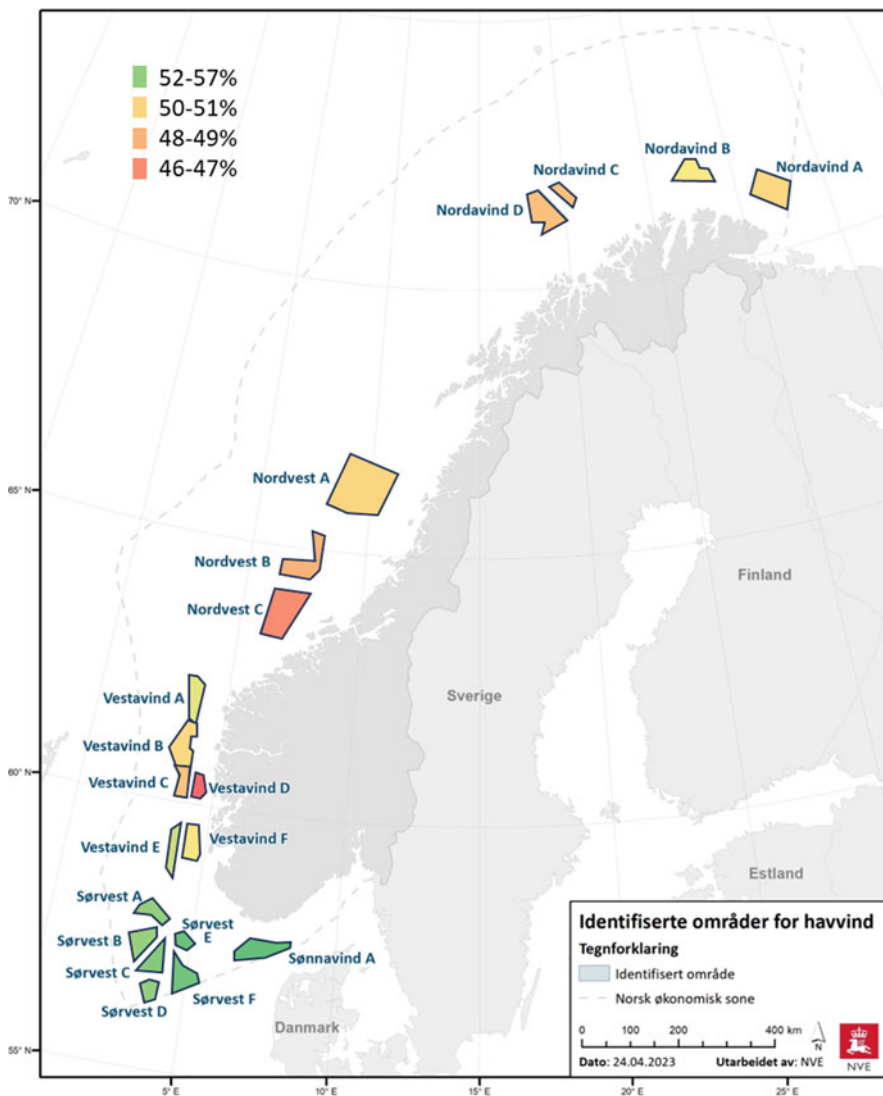 52-57%
50-51%
48-49%
46-47%
Nordavind B
Nordavind C
Nordavind A
Nordavind D
70° N
Nordvest A
65° N
Nordvest B
Finland
Nordvest C
Vestavind A
Sverige
Vestavind B
60° N
Vestavind C
Vestavind D
Vestavind E
Vestavind F
Estland
Sørvest A
Sørvest
E
Sørvest B
Sønnavind A
Sørvest C
Sørvest F
Sørvest D
Danmark
55° N
5° E
10° E
15° E
20° E
25° E
Identifiserte områder for havvind
Tegnforklaring
Identifisert område
Norsk økonomisk sone
0 100 200 400 km
N
Dato: 24.04.2023 Utarbeidet av: NVE
NVE